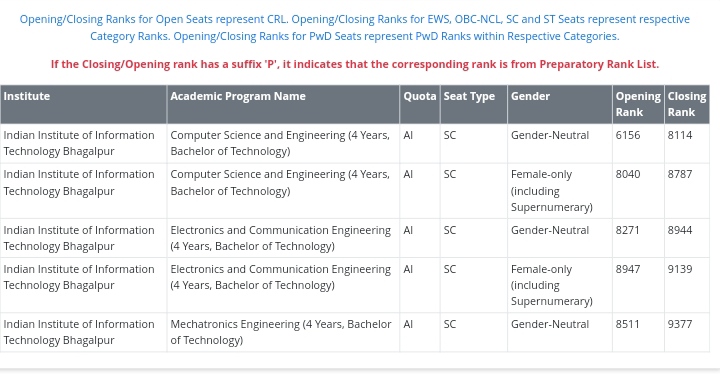 Opening/Closing Ranks for Open Seats represent CRL. Opening/Closing Ranks for EWS, OBC-NCL, SC and ST Seats represent respective
Category Ranks. Opening/Closing Ranks for PwD Seats represent PwD Ranks within Respective Categories.
If the Closing/Opening rank has a suffix 'P', it indicates that the corresponding rank is from Preparatory Rank List.
Institute Academic Program Name Quota Seat Type Gender Opening Closing
Rank Rank
Indian Institute of Information Computer Science and Engineering (4 Years, AI SC Gender-Neutral 6156 8114
Technology Bhagalpur Bachelor of Technology)
Indian Institute of Information Computer Science and Engineering (4 Years, AI SC Female-only 8040 8787
Technology Bhagalpur Bachelor of Technology) (including
Supernumerary)
Indian Institute of Information Electronics and Communication Engineering AI SC Gender-Neutral 8271 8944
Technology Bhagalpur (4 Years, Bachelor of Technology)
Indian Institute of Information Electronics and Communication Engineering AI SC Female-only 8947 9139
Technology Bhagalpur (4 Years, Bachelor of Technology) (including
Supernumerary)
Indian Institute of Information Mechatronics Engineering (4 Years, Bachelor AI SC Gender-Neutral 8511 9377
Technology Bhagalpur of Technology)